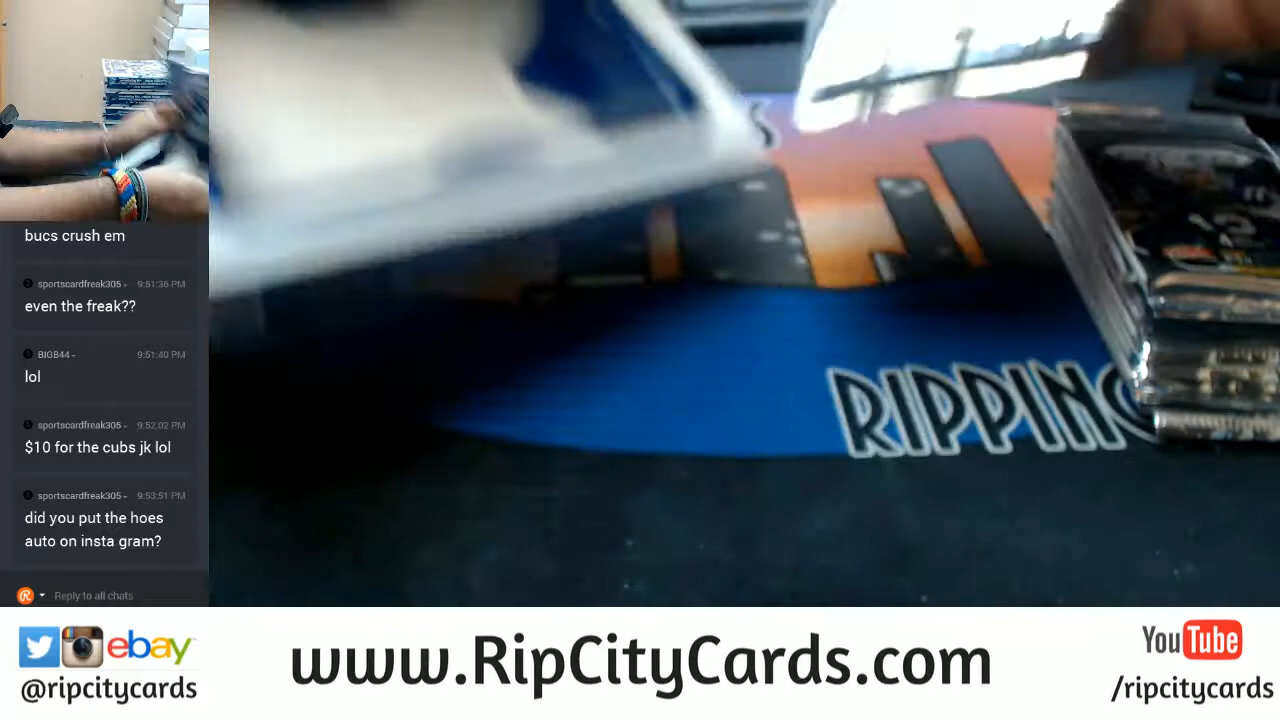 bucs crush em
sportscardfreak305 - 9:51:36 PM
even the freak??
BIGB44 - 9:51:40 PM
lol
sportscardfreak305 - 9:52:02 PM
$10 for the cubs jk lol
sportscardfreak305 - 9:53:51 PM
did you put the hoes
auto on insta gram?
Reply to all chats
RIPPING
ebay
@ripcitycards
www.RipCityCards.com
YouTube
/ripcitycards